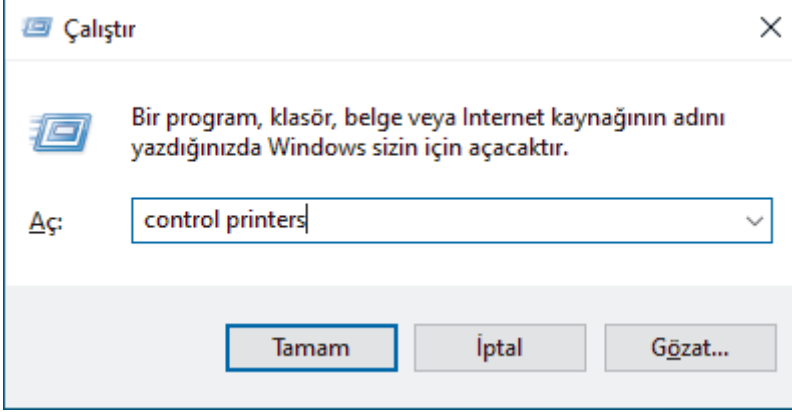 Çalıştır
Bir program, klasör, belge veya Internet kaynağının adını
yazdığınızda Windows sizin için açacaktır.
Aç:
control printers
Tamam
İptal
Gözat...